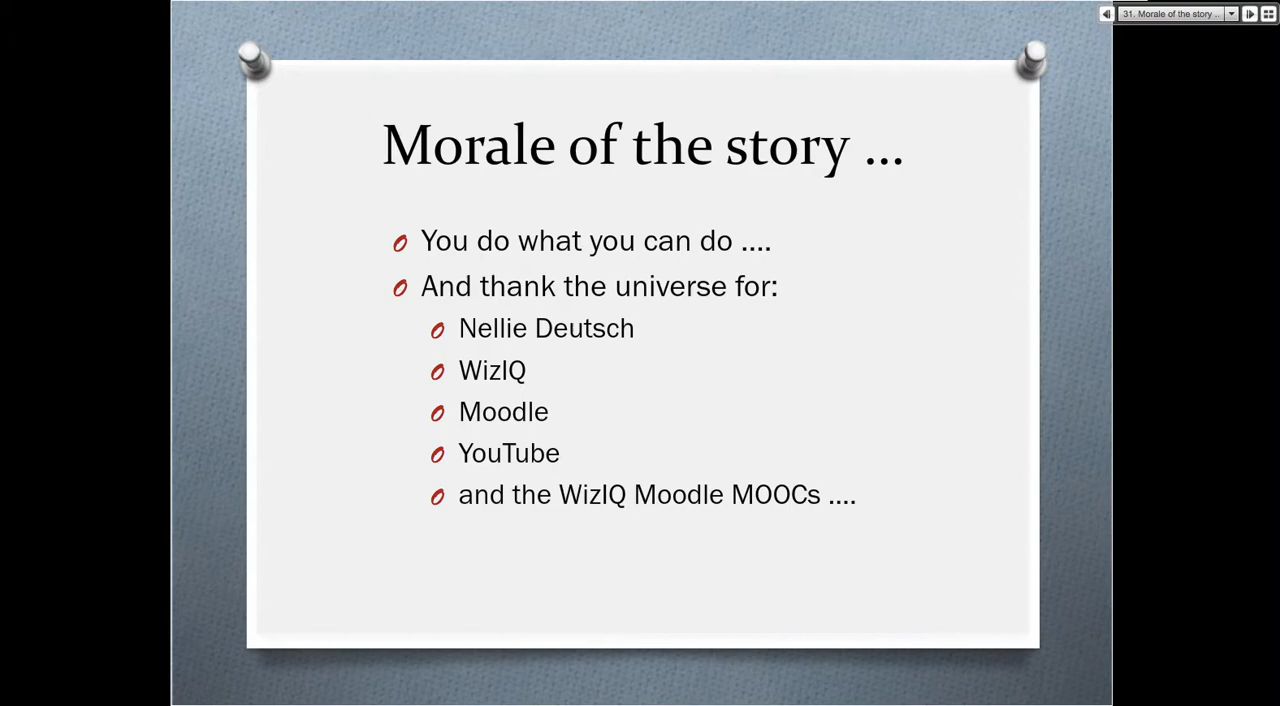 31. Morale of the story ..
Morale of the story ...
You do what you can do ....
And thank the universe for:
Nellie Deutsch
WizIQ
Moodle
YouTube
and the WizIQ Moodle MOOCs ....